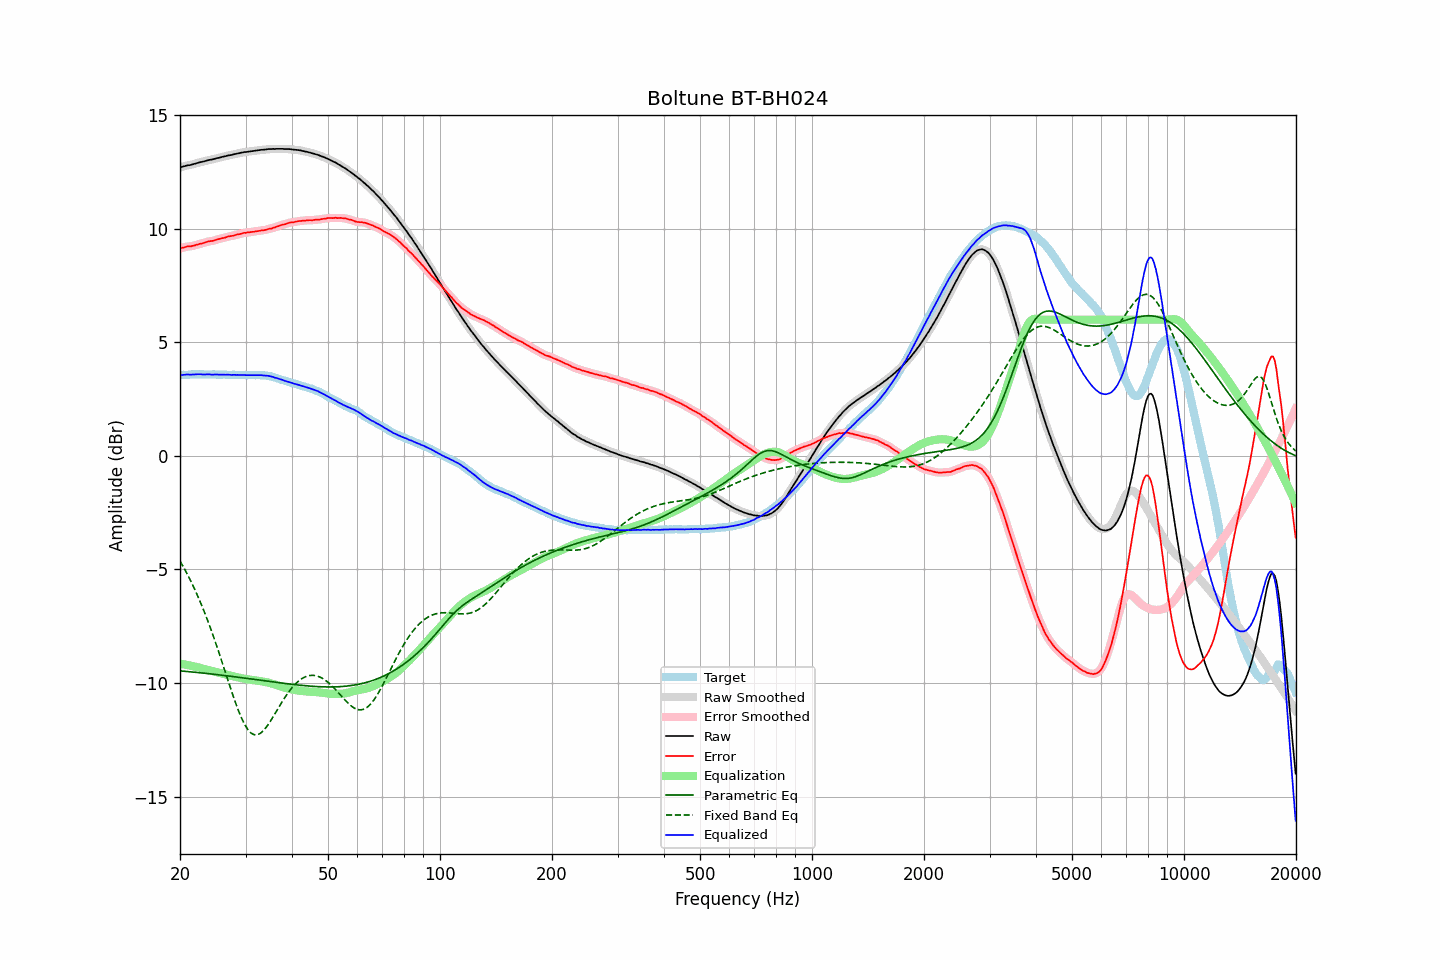 Boltune BT-BH024
15
10
5
0
−5
−10
−15
Amplitude (dBr)
20
50
100
200
500
1000
2000
5000
10000
20000
Frequency (Hz)
Target
Raw Smoothed
Error Smoothed
Raw
Error
Equalization
Parametric Eq
Fixed Band Eq
Equalized